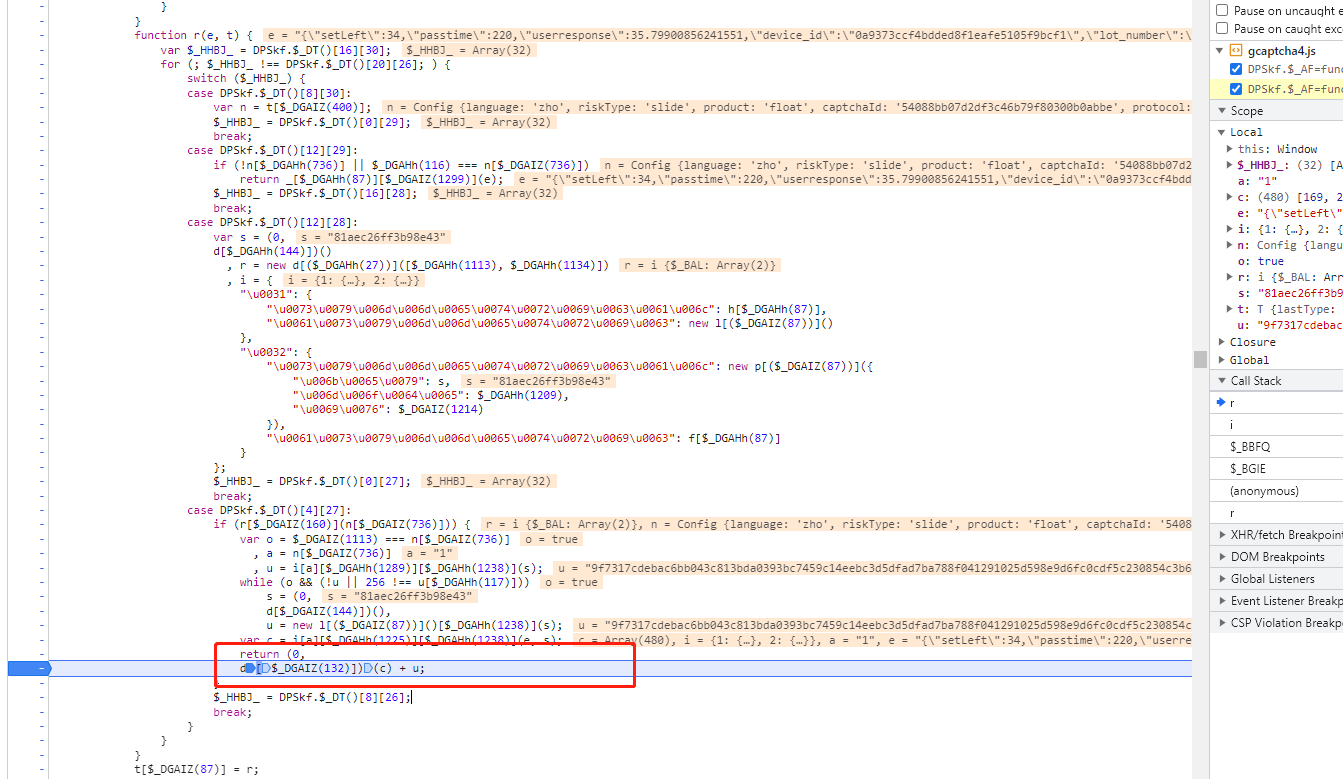 }
}
function r(e, t) { e = "{\"setLeft\":34,\"passtime\":220,\"userresponse\":35.79900856241551,\"device_id\":\"0a9373ccf4bdded8f1eafe5105f9bcf1\",\"lot_number\":\
var $_HHBJ_ = DPSkf.$_DT()[16][30]; $_HHBJ_ = Array(32)
for (; $_HHBJ_ !== DPSkf.$_DT()[20][26]; ) {
switch ($_HHBJ_) {
case DPSkf.$_DT()[8][30]:
var n = t[$_DGAIZ(400)]; n = Config {language: 'zho', riskType: 'slide', product: 'float', captchaId: '54088bb07d2df3c46b79f80300b0abbe', protocol:
$_HHBJ_ = DPSkf.$_DT()[0][29]; $_HHBJ_ = Array(32)
break;
case DPSkf.$_DT()[12][29]:
if (!n[$_DGAHh(736)] || $_DGAHh(116) === n[$_DGAIZ(736)]) n = Config {language: 'zho', riskType: 'slide', product: 'float', captchaId: '54088bb07d2
return _[$_DGAHh(87)][$_DGAIZ(1299)](e); e = "{\"setLeft\":34,\"passtime\":220,\"userresponse\":35.79900856241551,\"device_id\":\"0a9373ccf4bdd
$_HHBJ_ = DPSkf.$_DT()[16][28]; $_HHBJ_ = Array(32)
break;
case DPSkf.$_DT()[12][28]:
var s = (0, s = "81aec26ff3b98e43"
d[$_DGAHh(144)])()
, r = new d[($_DGAHh(27))]([$_DGAHh(1113), $_DGAHh(1134)]) r = i {$_BAL: Array(2)}
, i = { i = {1: {…}, 2: {…}}
"\u0031": {
"\u0073\u0079\u006d\u006d\u0065\u0074\u0072\u0069\u0063\u0061\u006c": h[$_DGAHh(87)],
"\u0061\u0073\u0079\u006d\u006d\u0065\u0074\u0072\u0069\u0063": new l[($_DGAIZ(87))]()
},
"\u0032": {
"\u0073\u0079\u006d\u006d\u0065\u0074\u0072\u0069\u0063\u0061\u006c": new p[($_DGAIZ(87))]({
"\u006b\u0065\u0079": s, s = "81aec26ff3b98e43"
"\u006d\u006f\u0064\u0065": $_DGAHh(1209),
"\u0069\u0076": $_DGAIZ(1214)
}),
"\u0061\u0073\u0079\u006d\u006d\u0065\u0074\u0072\u0069\u0063": f[$_DGAHh(87)]
}
};
$_HHBJ_ = DPSkf.$_DT()[0][27]; $_HHBJ_ = Array(32)
break;
case DPSkf.$_DT()[4][27]:
if (r[$_DGAIZ(160)](n[$_DGAIZ(736)])) { r = i {$_BAL: Array(2)}, n = Config {language: 'zho', riskType: 'slide', product: 'float', captchaId: '5408
var o = $_DGAIZ(1113) === n[$_DGAIZ(736)] o = true
, a = n[$_DGAIZ(736)] a = "1"
, u = i[a][$_DGAHh(1289)][$_DGAHh(1238)](s); u = "9f7317cdebac6bb043c813bda0393bc7459c14eebc3d5dfad7ba788f041291025d598e9d6fc0cdf5c230854c3b6
while (o && (!u || 256 !== u[$_DGAHh(117)])) o = true
s = (0, s = "81aec26ff3b98e43"
d[$_DGAIZ(144)])(),
u = new l[($_DGAIZ(87))]()[$_DGAHh(1238)](s); u = "9f7317cdebac6bb043c813bda0393bc7459c14eebc3d5dfad7ba788f041291025d598e9d6fc0cdf5c230854c
var c = i[a][$_DGAHh(1225)][$_DGAHh(1238)](e, s); c = Array(480), i = {1: {…}, 2: {…}}, a = "1", e = "{\"setLeft\":34,\"passtime\":220,\"userre
return (0,
d[$_DGAIZ(132)])(c) + u;
}
$_HHBJ_ = DPSkf.$_DT()[8][26];
break;
}
}
}
t[$_DGAIZ(87)] = r;
Pause on uncaught e
Pause on caught exc
gcaptcha4.js
DPSkf.$_AF=func
DPSkf.$_AF=func
Scope
Local
this: Window
$_HHBJ_: (32) [A
a: "1"
c: (480) [169, 2
e: "{\"setLeft\"
i: {1: {…}, 2: {
n: Config {langu
o: true
r: i {$_BAL: Arr
s: "81aec26ff3b9
t: T {lastType:
u: "9f7317cdebac
Closure
Global
Call Stack
r
i
$_BBFQ
$_BGIE
(anonymous)
r
XHR/fetch Breakpoint
DOM Breakpoints
Global Listeners
Event Listener Breakp
CSP Violation Breakpo